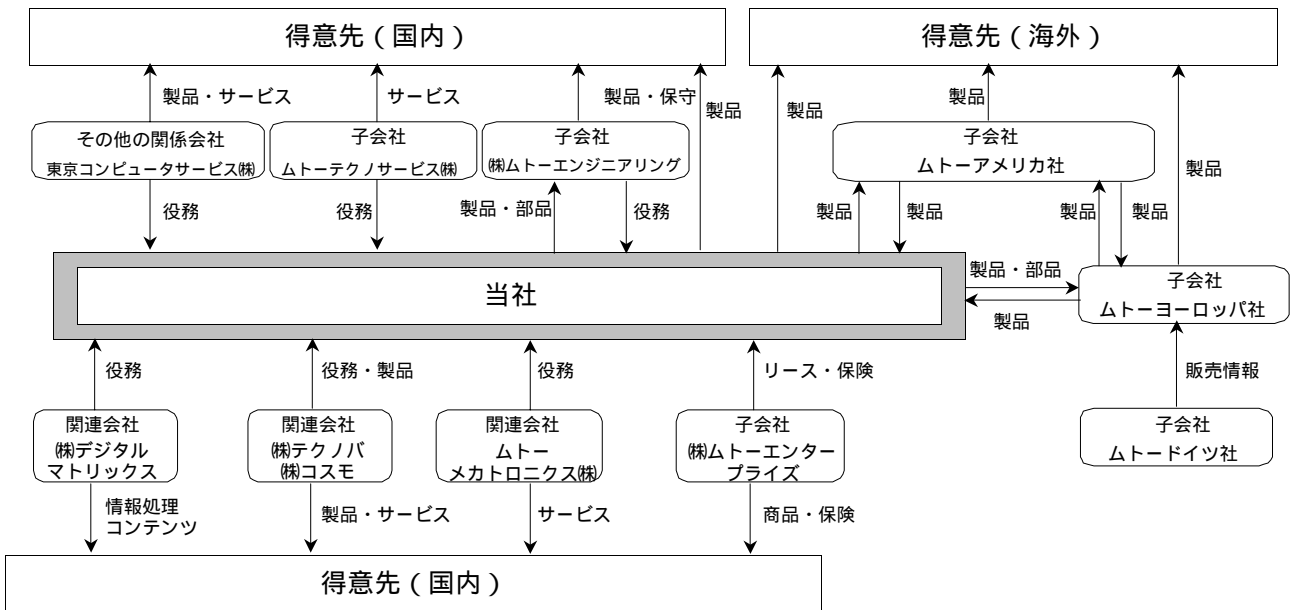 得意先（国内）
得意先（海外）
製品・サービス
サービス
製品・保守
製品
製品
製品
製品
その他の関係会社
東京コンピュータサービス㈱
子会社
ムトーテクノサービス㈱
子会社
㈱ムトーエンジニアリング
子会社
ムトーアメリカ社
役務
役務
製品・部品
役務
製品
製品
製品
製品
当社
製品・部品
製品
子会社
ムトーヨーロッパ社
役務
役務・製品
役務
リース・保険
販売情報
関連会社
㈱デジタル
マトリックス
関連会社
㈱テクノバ
㈱コスモ
関連会社
ムトー
メカトロニクス㈱
子会社
㈱ムトーエンター
プライズ
子会社
ムトードイツ社
情報処理
コンテンツ
製品・サービス
サービス
商品・保険
得意先（国内）